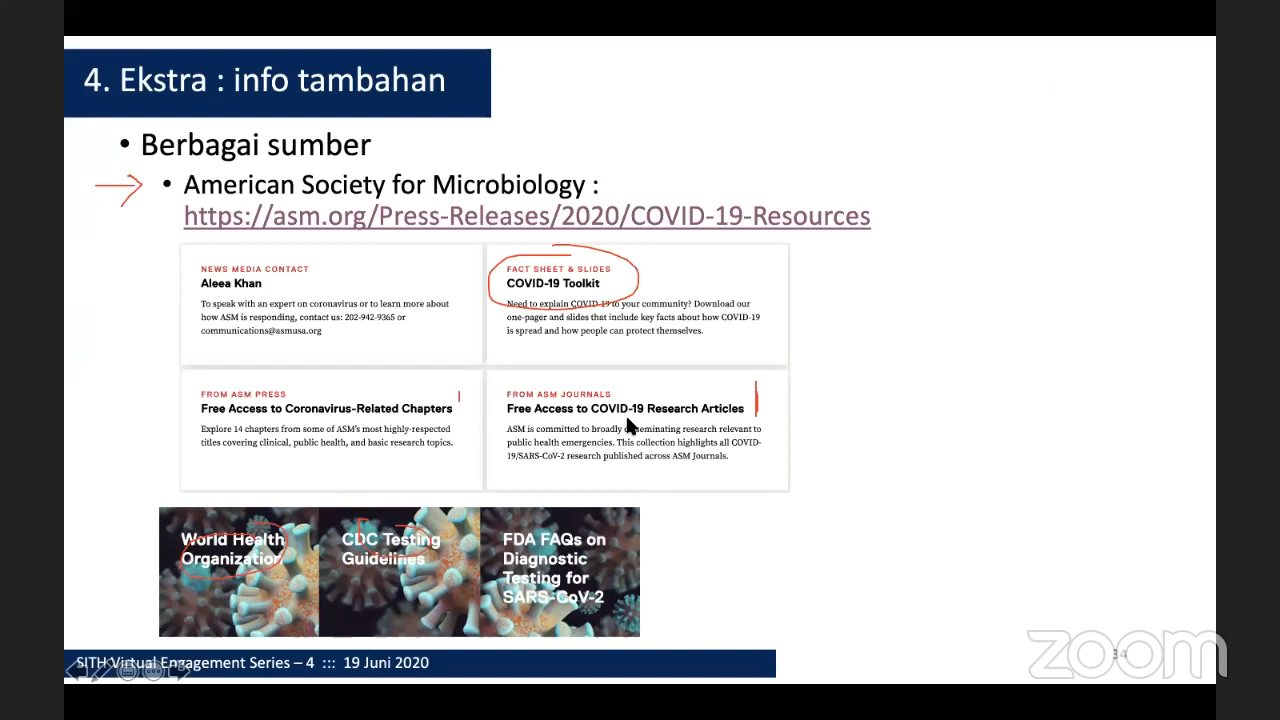 4. Ekstra : info tambahan
• Berbagai sumber
• American Society for Microbiology :
https://asm.org/Press-Releases/2020/COVID-19-Resources
NEWS MEDIA CONTACT
Aleea Khan
To speak with an expert on coronavirus or to learn more about
how ASM is responding, contact us: 202-942-9365 or
communications@asmusa.org
FACT SHEET & SLIDES
COVID-19 Toolkit
Need to explain COVID-19 to your community? Download our
one-pager and slides that include key facts about how COVID-19
is spread and how people can protect themselves.
FROM ASM PRESS
Free Access to Coronavirus-Related Chapters
Explore 14 chapters from some of ASM's most highly-respected
titles covering clinical, public health, and basic research topics.
FROM ASM JOURNALS
Free Access to COVID-19 Research Articles
ASM is committed to broadly disseminating research relevant to
public health emergencies. This collection highlights all COVID-
19/SARS-CoV-2 research published across ASM Journals.
World Health
Organization
CDC Testing
Guidelines
FDA FAQs on
Diagnostic
Testing for
SARS-CoV-2
SITH Virtual Engagement Series – 4 ::: 19 Juni 2020
34
zoom